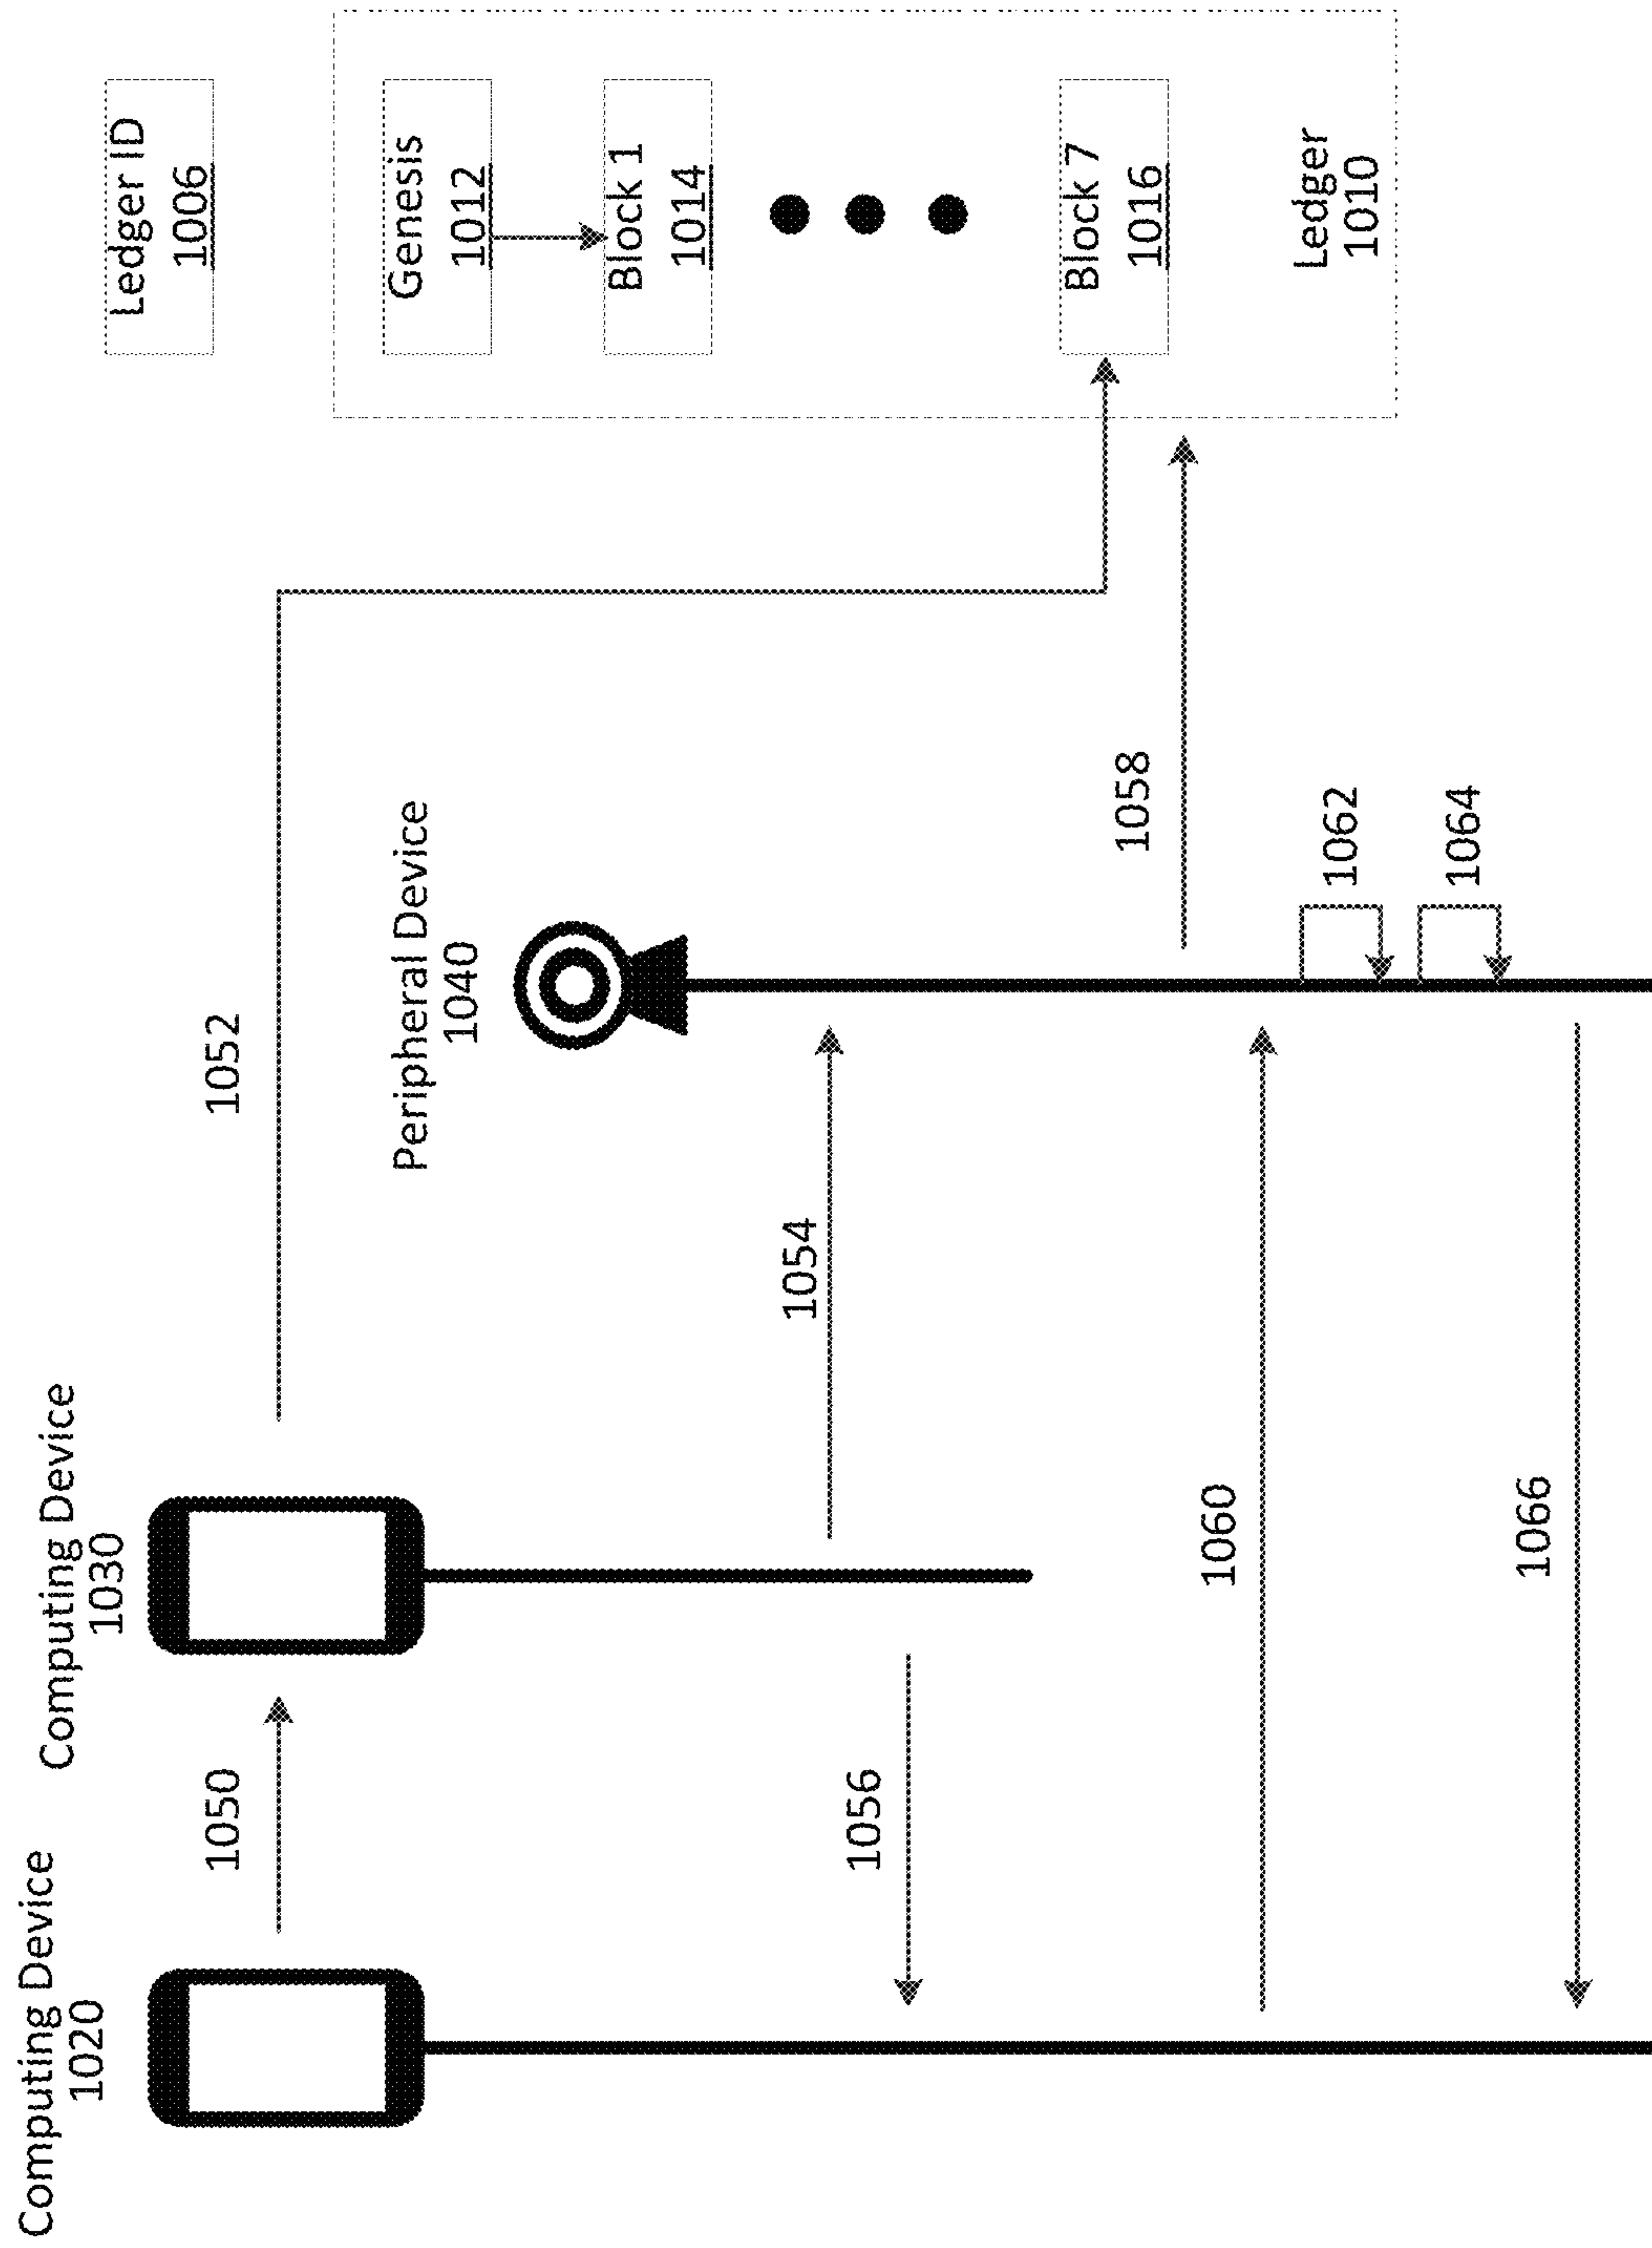 Computing Device
1020
Computing Device
1030
Peripheral Device
1040
Ledger ID
1006
Genesis
1012
Block 1
1014
Block 7
1016
Ledger
1010
1050
1052
1054
1056
1058
1060
1062
1064
1066